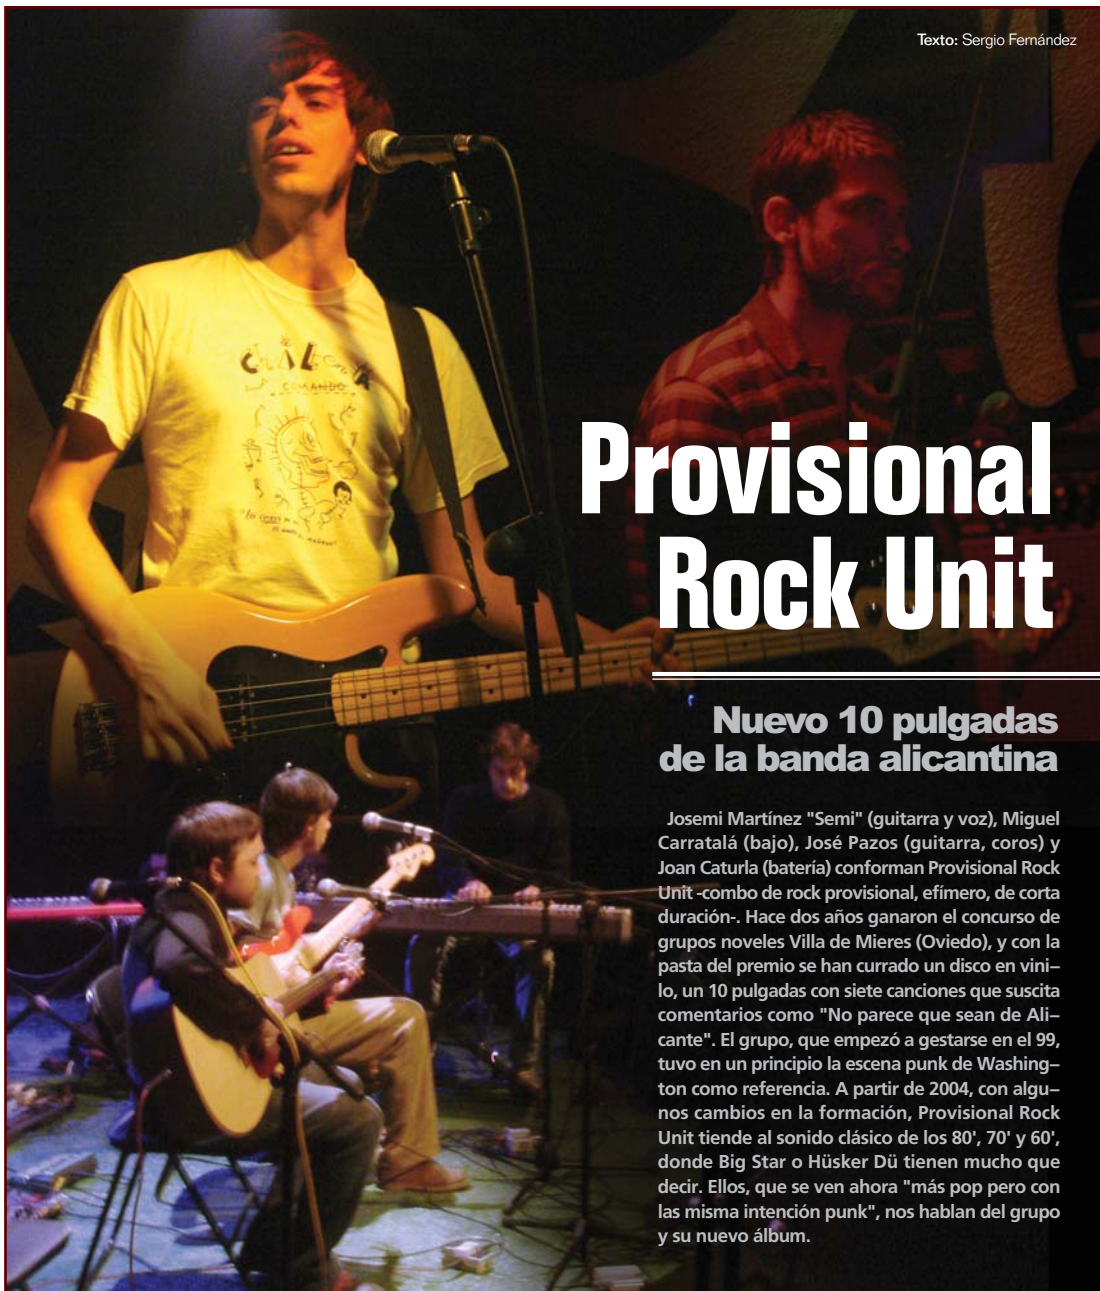 Texto: Sergio Fernández
COMANDO
Provisional
Rock Unit
Nuevo 10 pulgadas
de la banda alicantina
Josemi Martínez "Semi" (guitarra y voz), Miguel
Carratalá (bajo), José Pazos (guitarra, coros) y
Joan Caturla (batería) conforman Provisional Rock
Unit -combo de rock provisional, efímero, de corta
duración-. Hace dos años ganaron el concurso de
grupos noveles Villa de Mieres (Oviedo), y con la
pasta del premio se han currado un disco en vini–
lo, un 10 pulgadas con siete canciones que suscita
comentarios como "No parece que sean de Ali–
cante". El grupo, que empezó a gestarse en el 99,
tuvo en un principio la escena punk de Washing–
ton como referencia. A partir de 2004, con algu–
nos cambios en la formación, Provisional Rock
Unit tiende al sonido clásico de los 80', 70' y 60',
donde Big Star o Hüsker Dü tienen mucho que
decir. Ellos, que se ven ahora "más pop pero con
las misma intención punk", nos hablan del grupo
y su nuevo álbum.